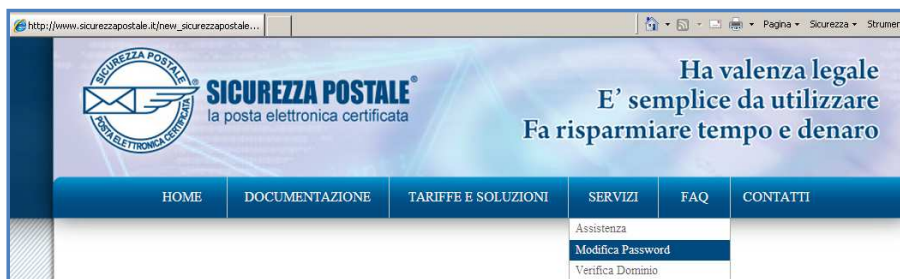 http://www.sicurezzapostale.it/new_sicurezzapostale...
Pagina Sicurezza Strumen
SICUREZZA POSTALE
POSTA ELETTRONICA CERTIFICATA
SICUREZZA POSTALE®
la posta elettronica certificata
Ha valenza legale
E' semplice da utilizzare
Fa risparmiare tempo e denaro
HOME DOCUMENTAZIONE TARIFFE E SOLUZIONI SERVIZI FAQ CONTATTI
Assistenza
Modifica Password
Verifica Dominio